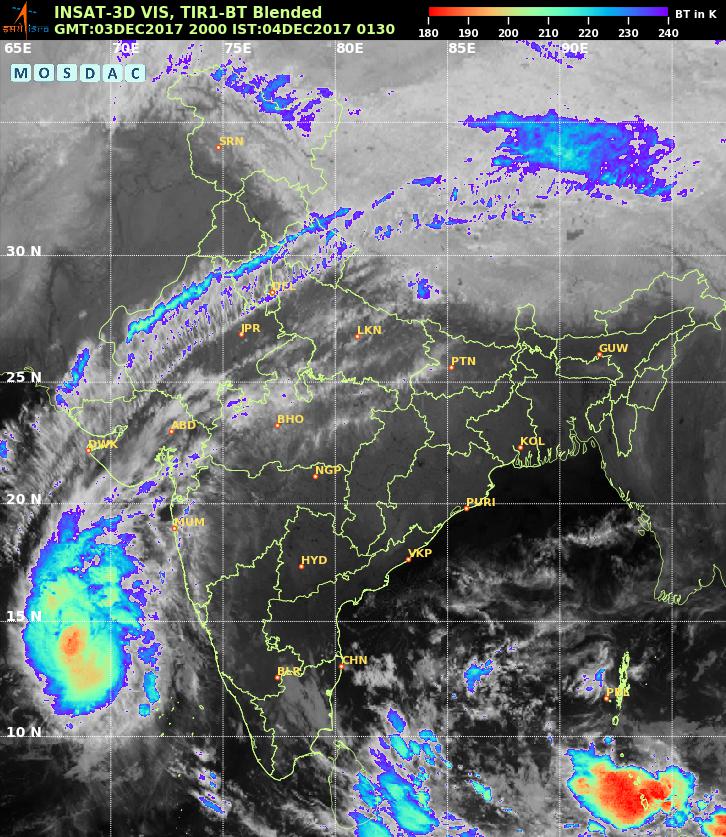 INSAT-3D VIS, TIR1-BT Blended
GMT:03DEC2017 2000 IST:04DEC2017 0130
BT in K
180 190 200 210 220 230 240
65E 70E 75E 80E 85E 90E
MOSDAC
SRN
30 N
DLI
JPR LKN
GUW
PTN
25 N
ABD BHO
DWK KOL
NGP
20 N
PURI
MUM
HYD VKP
15 N
CHN
BLR
PBL
10 N